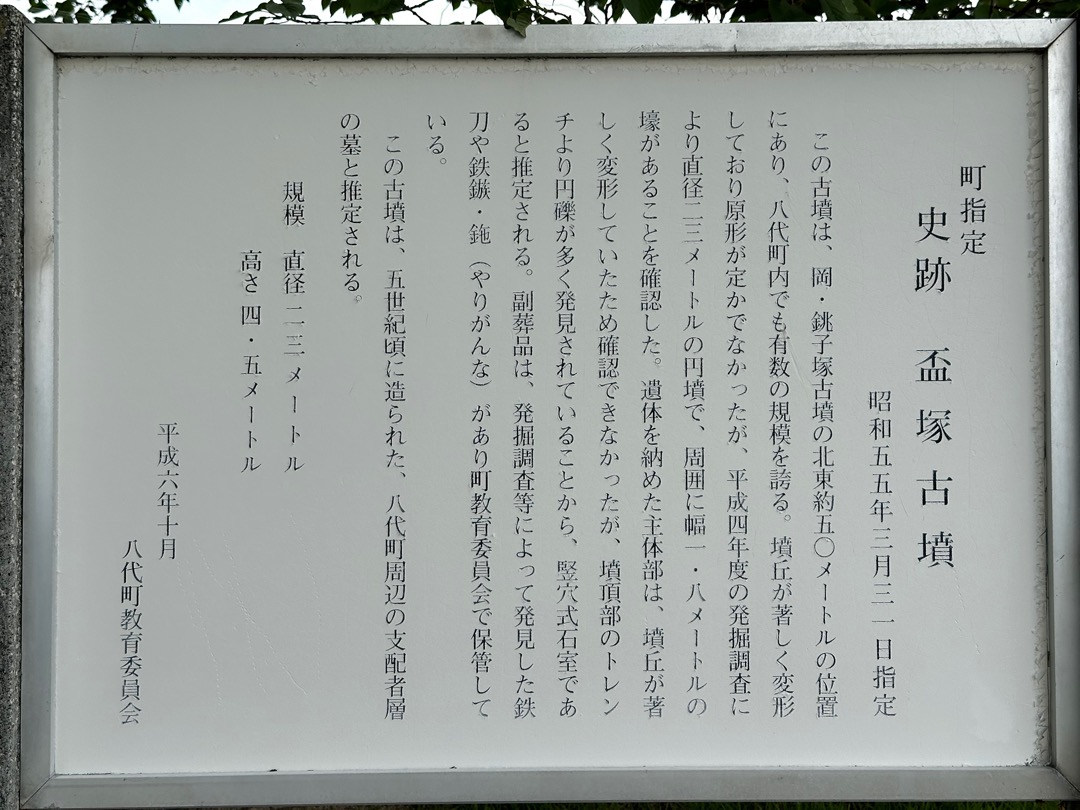 町指定
史跡 盃塚古墳
昭和五五年三月三一日指定
この古墳は、岡・銚子塚古墳の北東約五〇メートルの位置
にあり、八代町内でも有数の規模を誇る。墳丘が著しく変形
しており原形が定かでなかったが、平成四年度の発掘調査に
より直径二三メートルの円墳で、周囲に幅一・八メートルの
壕があることを確認した。遺体を納めた主体部は、墳丘が著
しく変形していたため確認できなかったが、墳頂部のトレン
チより円礫が多く発見されていることから、竪穴式石室であ
ると推定される。副葬品は、発掘調査等によって発見した鉄
刀や鉄鏃・鉇（やりがんな）があり町教育委員会で保管して
いる。
この古墳は、五世紀頃に造られた、八代町周辺の支配者層
の墓と推定される。
規模 直径二三メートル
高さ四・五メートル
平成六年十月
八代町教育委員会